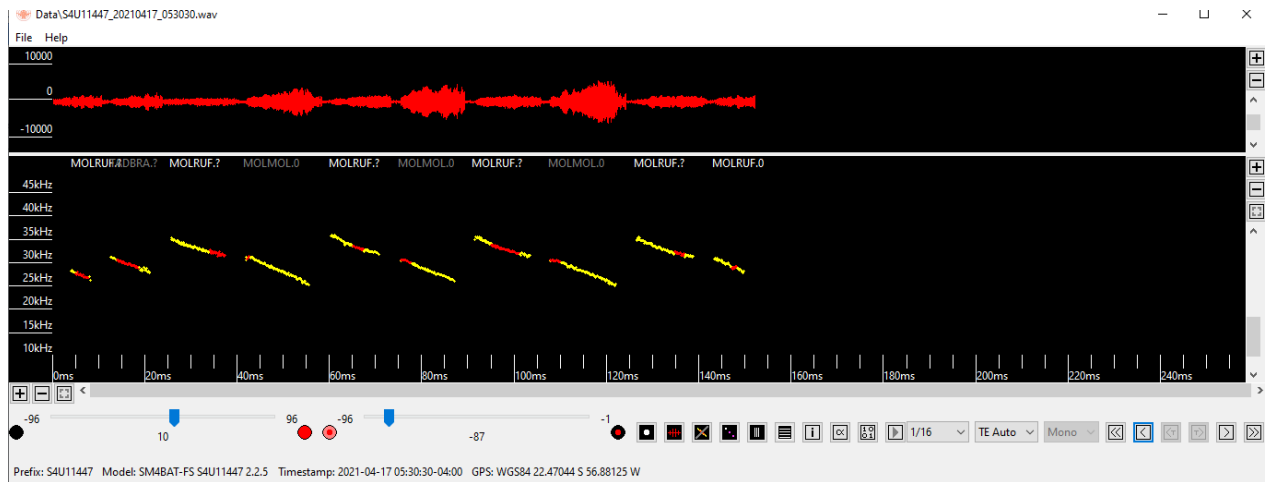 Data\S4U11447_20210417_053030.wav
File Help
10000
0
-10000
MOLRUF.? RDBRA.? MOLRUF.? MOLMOL.0 MOLRUF.? MOLMOL.0 MOLRUF.? MOLMOL.0 MOLRUF.? MOLRUF.0
45kHz
40kHz
35kHz
30kHz
25kHz
20kHz
15kHz
10kHz
0ms 20ms 40ms 60ms 80ms 100ms 120ms 140ms 160ms 180ms 200ms 220ms 240ms
-96 96 -96 -1
10 -87
1/16 TE Auto Mono
Prefix: S4U11447 Model: SM4BAT-FS S4U11447 2.2.5 Timestamp: 2021-04-17 05:30:30-04:00 GPS: WGS84 22.47044 S 56.88125 W